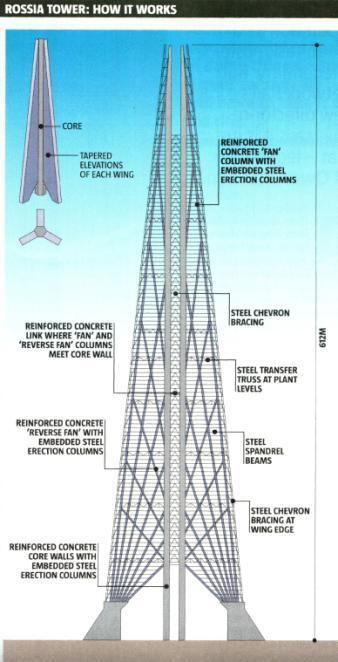 ROSSIA TOWER: HOW IT WORKS
CORE
TAPERED
ELEVATIONS
OF EACH WING
REINFORCED
CONCRETE 'FAN'
COLUMN WITH
EMBEDDED STEEL
ERECTION COLUMNS
STEEL CHEVRON
BRACING
REINFORCED CONCRETE
LINK WHERE 'FAN' AND
'REVERSE FAN' COLUMNS
MEET CORE WALL
612M
STEEL TRANSFER
TRUSS AT PLANT
LEVELS
REINFORCED CONCRETE
'REVERSE FAN' WITH
EMBEDDED STEEL
ERECTION COLUMNS
STEEL
SPANDREL
BEAMS
STEEL CHEVRON
BRACING AT
WING EDGE
REINFORCED CONCRETE
CORE WALLS WITH
EMBEDDED STEEL
ERECTION COLUMNS